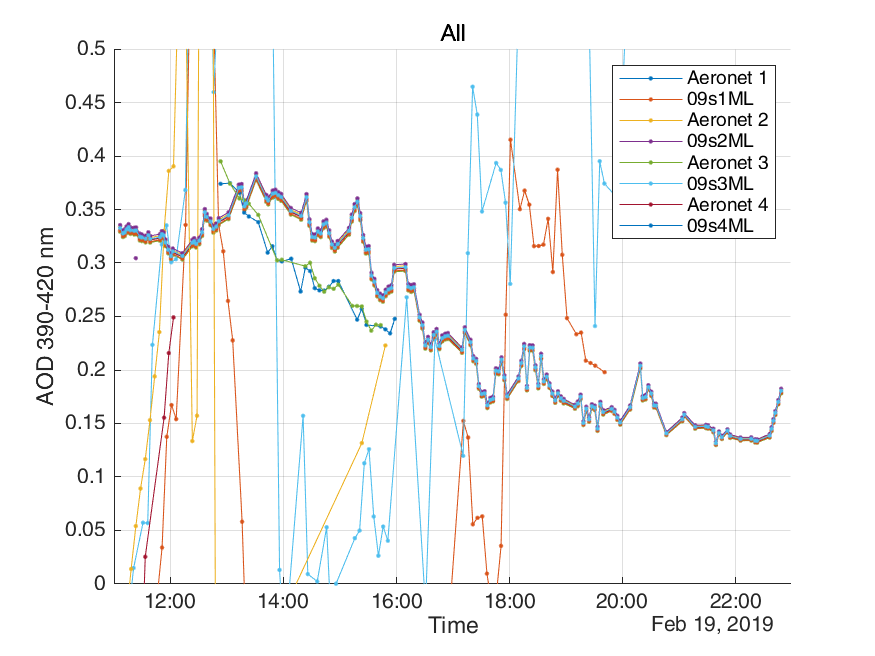 All
0.5
0.45
0.4
0.35
0.3
0.25
0.2
0.15
0.1
0.05
0
AOD 390-420 nm
Aeronet 1
09s1ML
Aeronet 2
09s2ML
Aeronet 3
09s3ML
Aeronet 4
09s4ML
12:00 14:00 16:00 18:00 20:00 22:00
Time
Feb 19, 2019